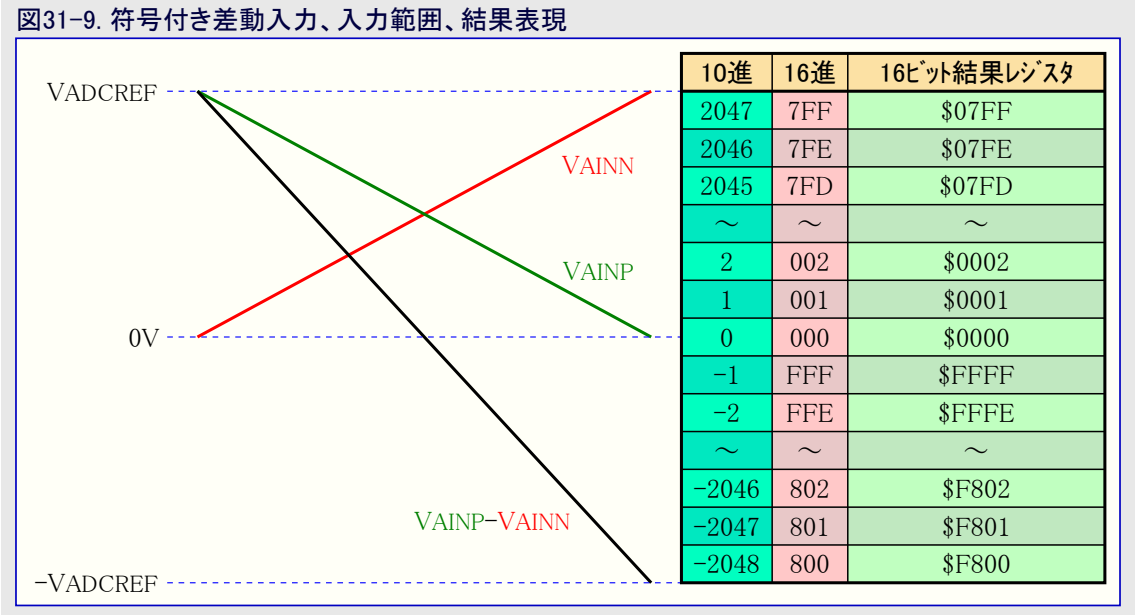 図31-9. 符号付き差動入力、入力範囲、結果表現
VADCREF
VAINN
VAINP
0V
VAINP-VAINN
-VADCREF
10進 16進 16ﾋﾞｯﾄ結果ﾚｼﾞｽﾀ
2047 7FF $07FF
2046 7FE $07FE
2045 7FD $07FD
～ ～ ～
2 002 $0002
1 001 $0001
0 000 $0000
-1 FFF $FFFF
-2 FFE $FFFE
～ ～ ～
-2046 802 $F802
-2047 801 $F801
-2048 800 $F800